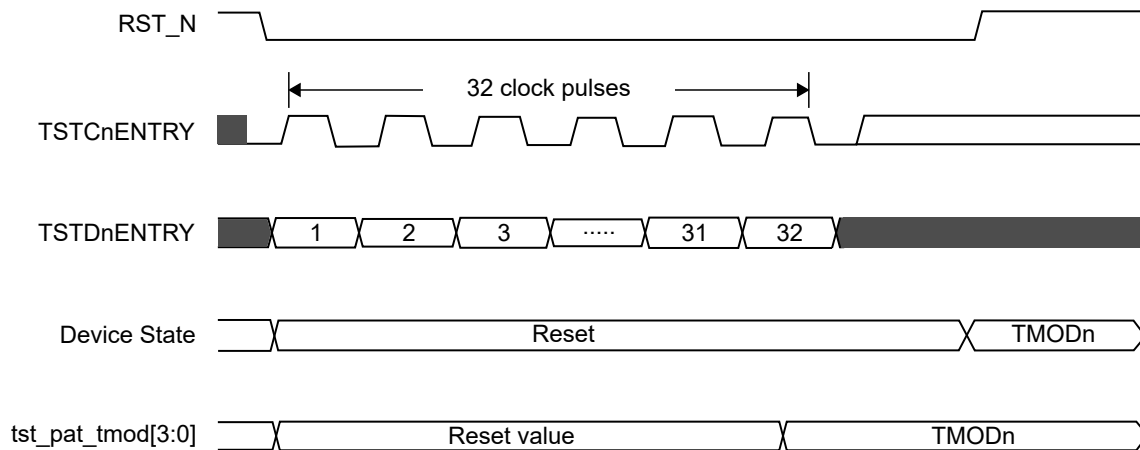 RST_N
32 clock pulses
TSTCnENTRY
TSTDnENTRY 1 2 3 ..... 31 32
Device State Reset TMODn
tst_pat_tmod[3:0] Reset value TMODn